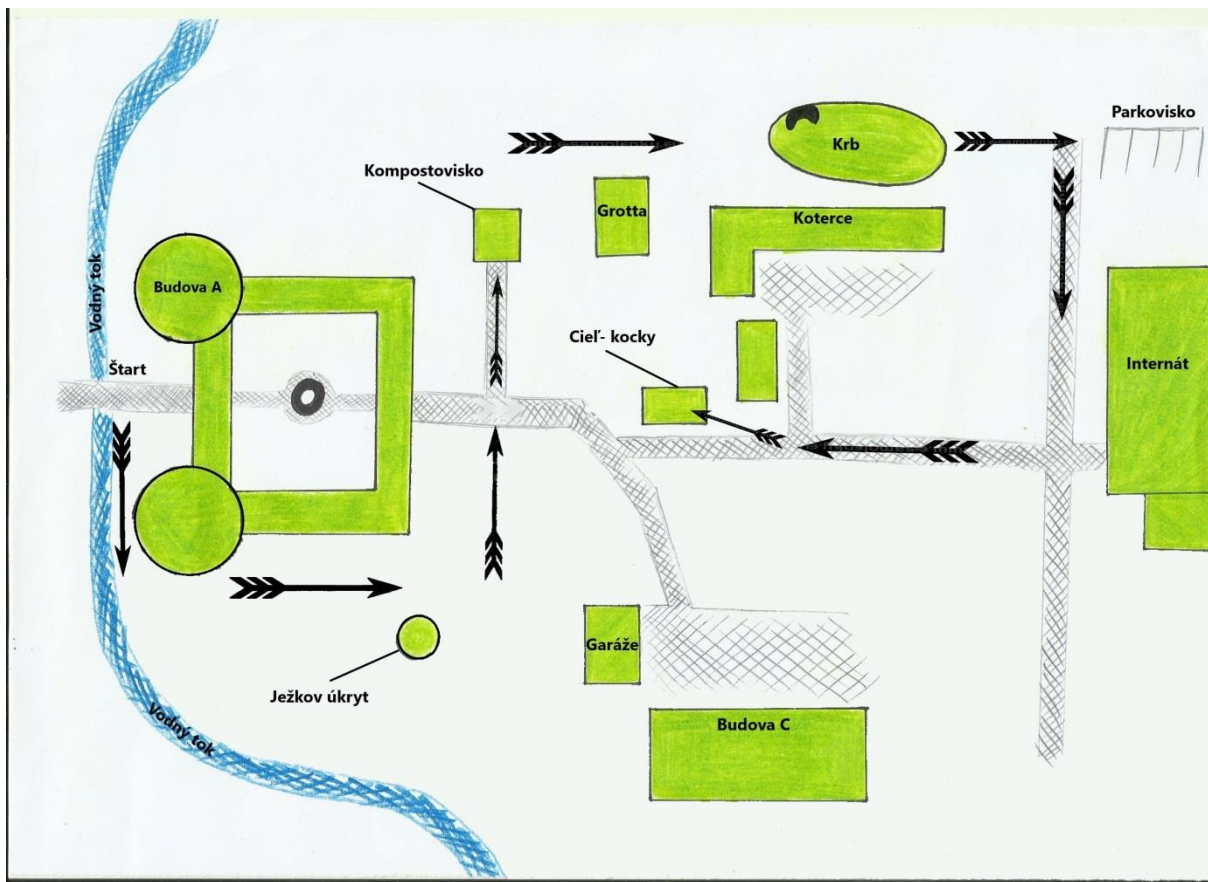 Parkovisko
Krb
Kompostovisko
Grotta
Koterce
Vodný tok
Budova A
Cieľ- kocky
Štart
Internát
Garáže
Ježkov úkryt
Vodný tok
Budova C